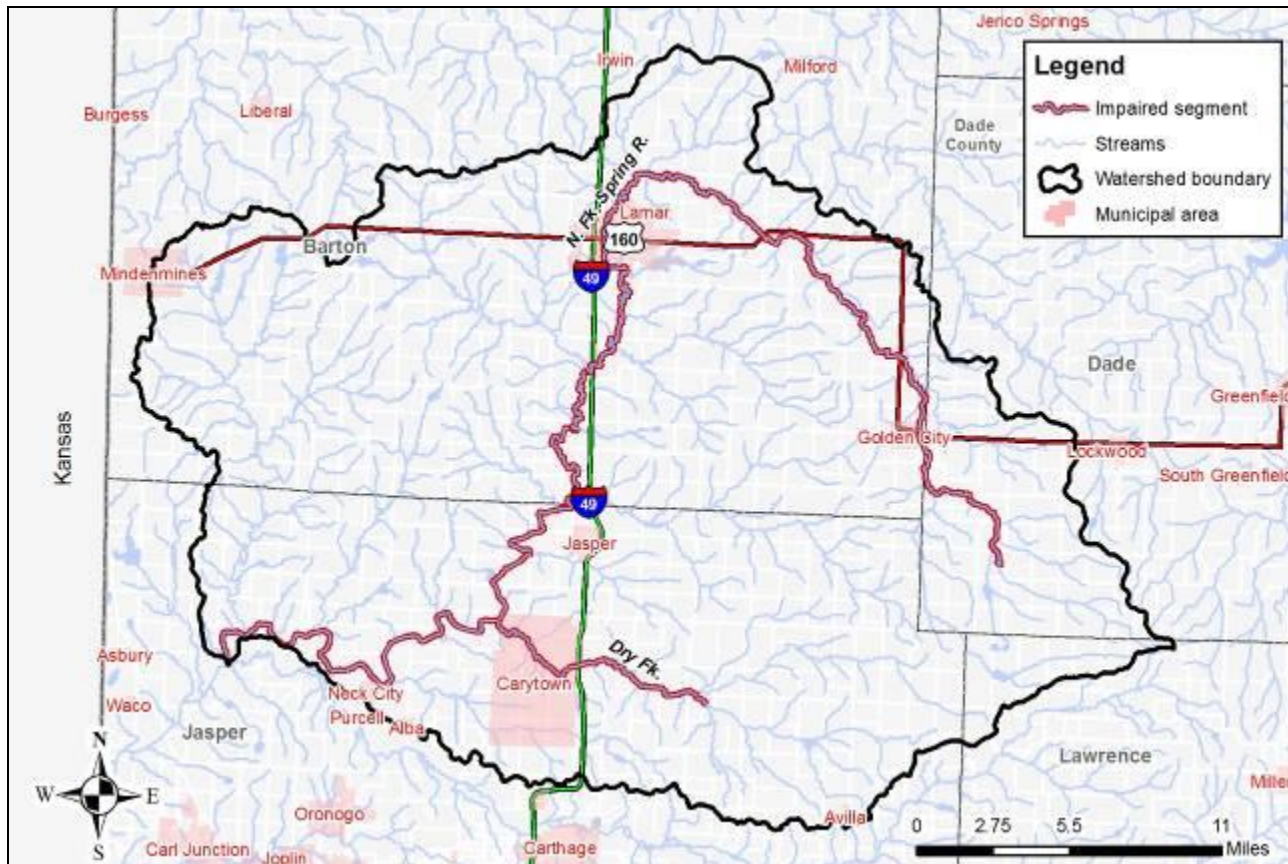 Jerico Springs
Irwin
Milford
Legend
Impaired segment
Streams
Watershed boundary
Municipal area
Burgess
Liberal
Dade
County
N. Fk. Spring R.
Lamar
160
Barton
Mindenmines
49
Dade
Greenfield
Kansas
Golden City
Lockwood
South Greenfield
49
Jasper
Dry Fk.
Asbury
Carytown
Neck City
Waco
Purcell
Alba
Jasper
Lawrence
N
W
E
S
Miller
Oronogo
Avilla
0
2.75
5.5
11
Miles
Carl Junction
Joplin
Carthage